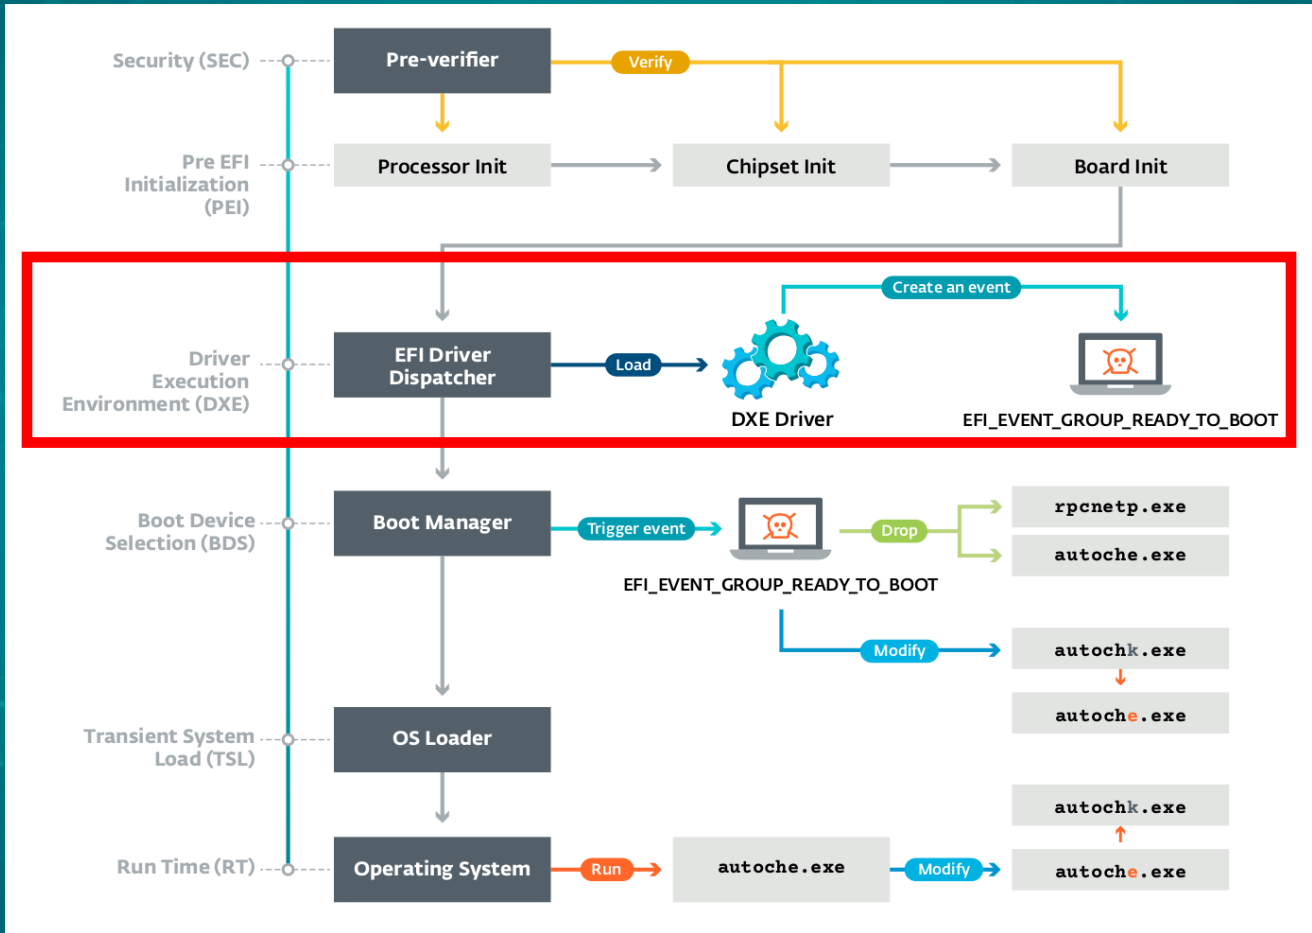 Security (SEC)
Pre-verifier
Verify
Pre EFI
Initialization
(PEI)
Processor Init
Chipset Init
Board Init
Create an event
Driver
Execution
Environment (DXE)
EFI Driver
Dispatcher
Load
DXE Driver
EFI_EVENT_GROUP_READY_TO_BOOT
Boot Device
Selection (BDS)
Boot Manager
Trigger event
EFI_EVENT_GROUP_READY_TO_BOOT
Drop
rpcnetp.exe
autoche.exe
Modify
autochk.exe
autoche.exe
Transient System
Load (TSL)
OS Loader
Run Time (RT)
Operating System
Run
autoche.exe
Modify
autochk.exe
autoche.exe